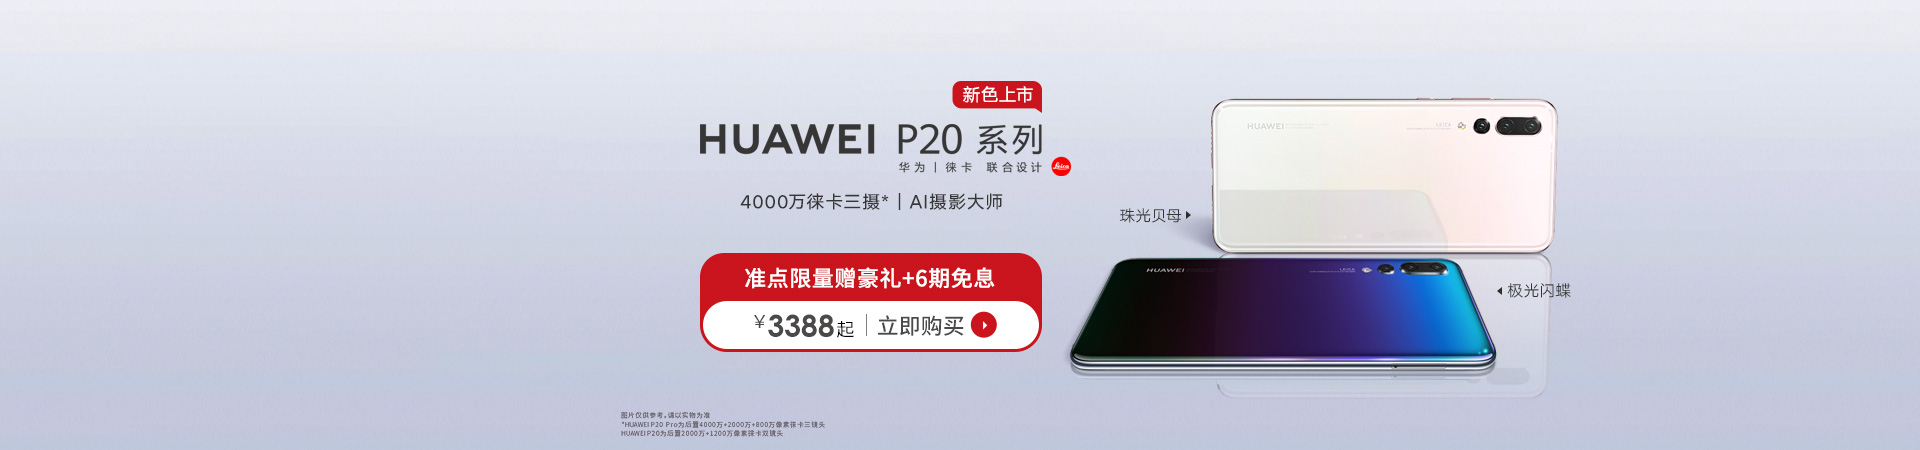 新色上市
HUAWEI P20 系列
华为 | 徕卡 联合设计
Leica
4000万徕卡三摄* | AI摄影大师
准点限量赠豪礼+6期免息
¥3388起 | 立即购买
珠光贝母
极光闪蝶
HUAWEI
LEICA
HUAWEI
LEICA
图片仅供参考,请以实物为准
*HUAWEI P20 Pro为后置4000万+2000万+800万像素徕卡三镜头
HUAWEI P20为后置2000万+1200万像素徕卡双镜头